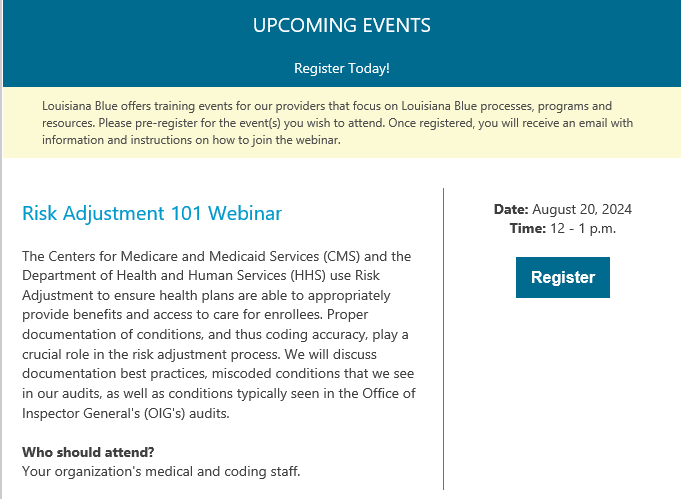 UPCOMING EVENTS
Register Today!
Louisiana Blue offers training events for our providers that focus on Louisiana Blue processes, programs and
resources. Please pre-register for the event(s) you wish to attend. Once registered, you will receive an email with
information and instructions on how to join the webinar.
Risk Adjustment 101 Webinar
The Centers for Medicare and Medicaid Services (CMS) and the
Department of Health and Human Services (HHS) use Risk
Adjustment to ensure health plans are able to appropriately
provide benefits and access to care for enrollees. Proper
documentation of conditions, and thus coding accuracy, play a
crucial role in the risk adjustment process. We will discuss
documentation best practices, miscoded conditions that we see
in our audits, as well as conditions typically seen in the Office of
Inspector General's (OIG's) audits.
Who should attend?
Your organization's medical and coding staff.
Date: August 20, 2024
Time: 12 - 1 p.m.
Register